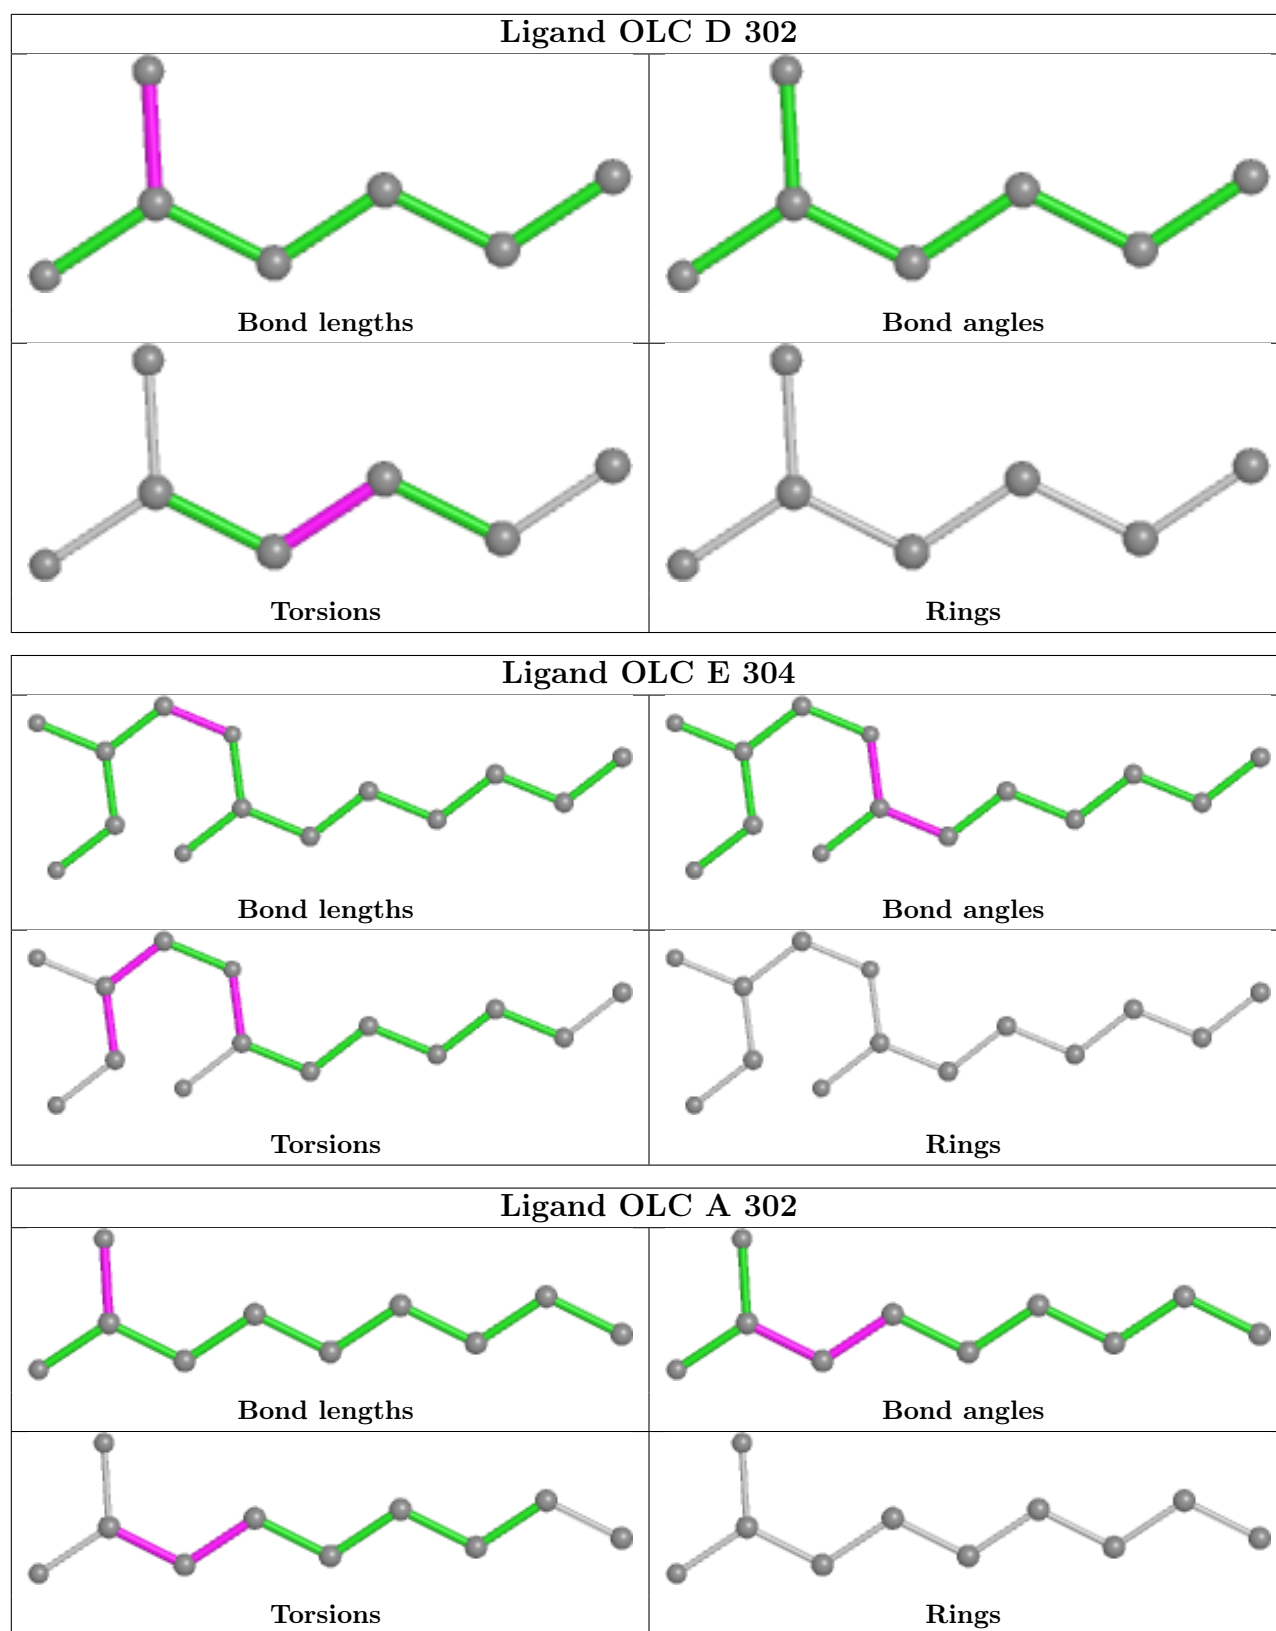 Ligand OLC D 302
Bond lengths
Bond angles
Torsions
Rings
Ligand OLC E 304
Bond lengths
Bond angles
Torsions
Rings
Ligand OLC A 302
Bond lengths
Bond angles
Torsions
Rings